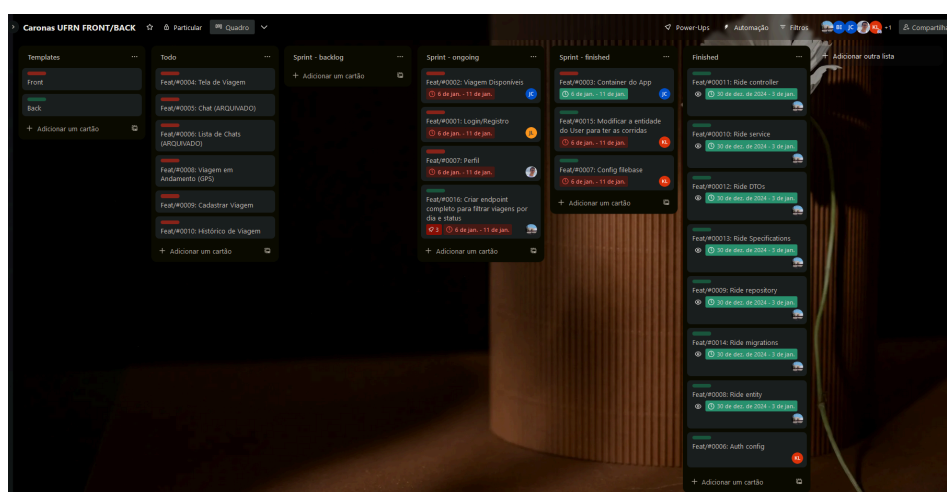 Caronas UFRN FRONT/BACK
Particular
Quadro
Power-Ups
Automação
Filtros
BI
JC
KL
+1
Compartilha
Templates
Front
Back
+ Adicionar um cartão
Todo
Feat/#0004: Tela de Viagem
Feat/#0005: Chat (ARQUIVADO)
Feat/#0006: Lista de Chats
(ARQUIVADO)
Feat/#0008: Viagem em
Andamento (GPS)
Feat/#0009: Cadastrar Viagem
Feat/#0010: Histórico de Viagem
+ Adicionar um cartão
Sprint - backlog
+ Adicionar um cartão
Sprint - ongoing
Feat/#0002: Viagem Disponíveis
6 de jan. - 11 de jan.
JC
Feat/#0001: Login/Registro
6 de jan. - 11 de jan.
JL
Feat/#0007: Perfil
6 de jan. - 11 de jan.
Feat/#0016: Criar endpoint
completo para filtrar viagens por
dia e status
3
6 de jan. - 11 de jan.
+ Adicionar um cartão
Sprint - finished
Feat/#0003: Container do App
6 de jan. - 11 de jan.
JC
Feat/#0015: Modificar a entidade
do User para ter as corridas
6 de jan. - 11 de jan.
KL
Feat/#0007: Config filebase
6 de jan. - 11 de jan.
KL
+ Adicionar um cartão
Finished
Feat/#00011: Ride controller
30 de dez. de 2024 - 3 de jan.
Feat/#00010: Ride service
30 de dez. de 2024 - 3 de jan.
Feat/#00012: Ride DTOs
30 de dez. de 2024 - 3 de jan.
Feat/#00013: Ride Specifications
30 de dez. de 2024 - 3 de jan.
Feat/#0009: Ride repository
30 de dez. de 2024 - 3 de jan.
Feat/#0014: Ride migrations
30 de dez. de 2024 - 3 de jan.
Feat/#0008: Ride entity
30 de dez. de 2024 - 3 de jan.
Feat/#0006: Auth config
KL
+ Adicionar um cartão
+ Adicionar outra lista